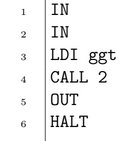 1 IN
2 IN
3 LDI ggt
4 CALL 2
5 OUT
6 HALT